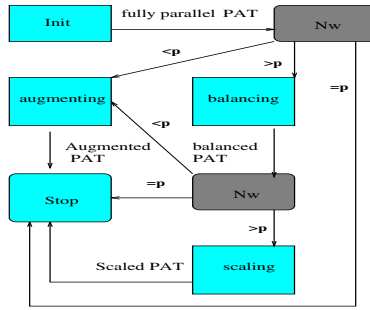 Init
fully parallel PAT
Nw
<p
>p
=p
augmenting
balancing
<p
Augmented
PAT
balanced
PAT
Stop
=p
Nw
>p
Scaled PAT
scaling